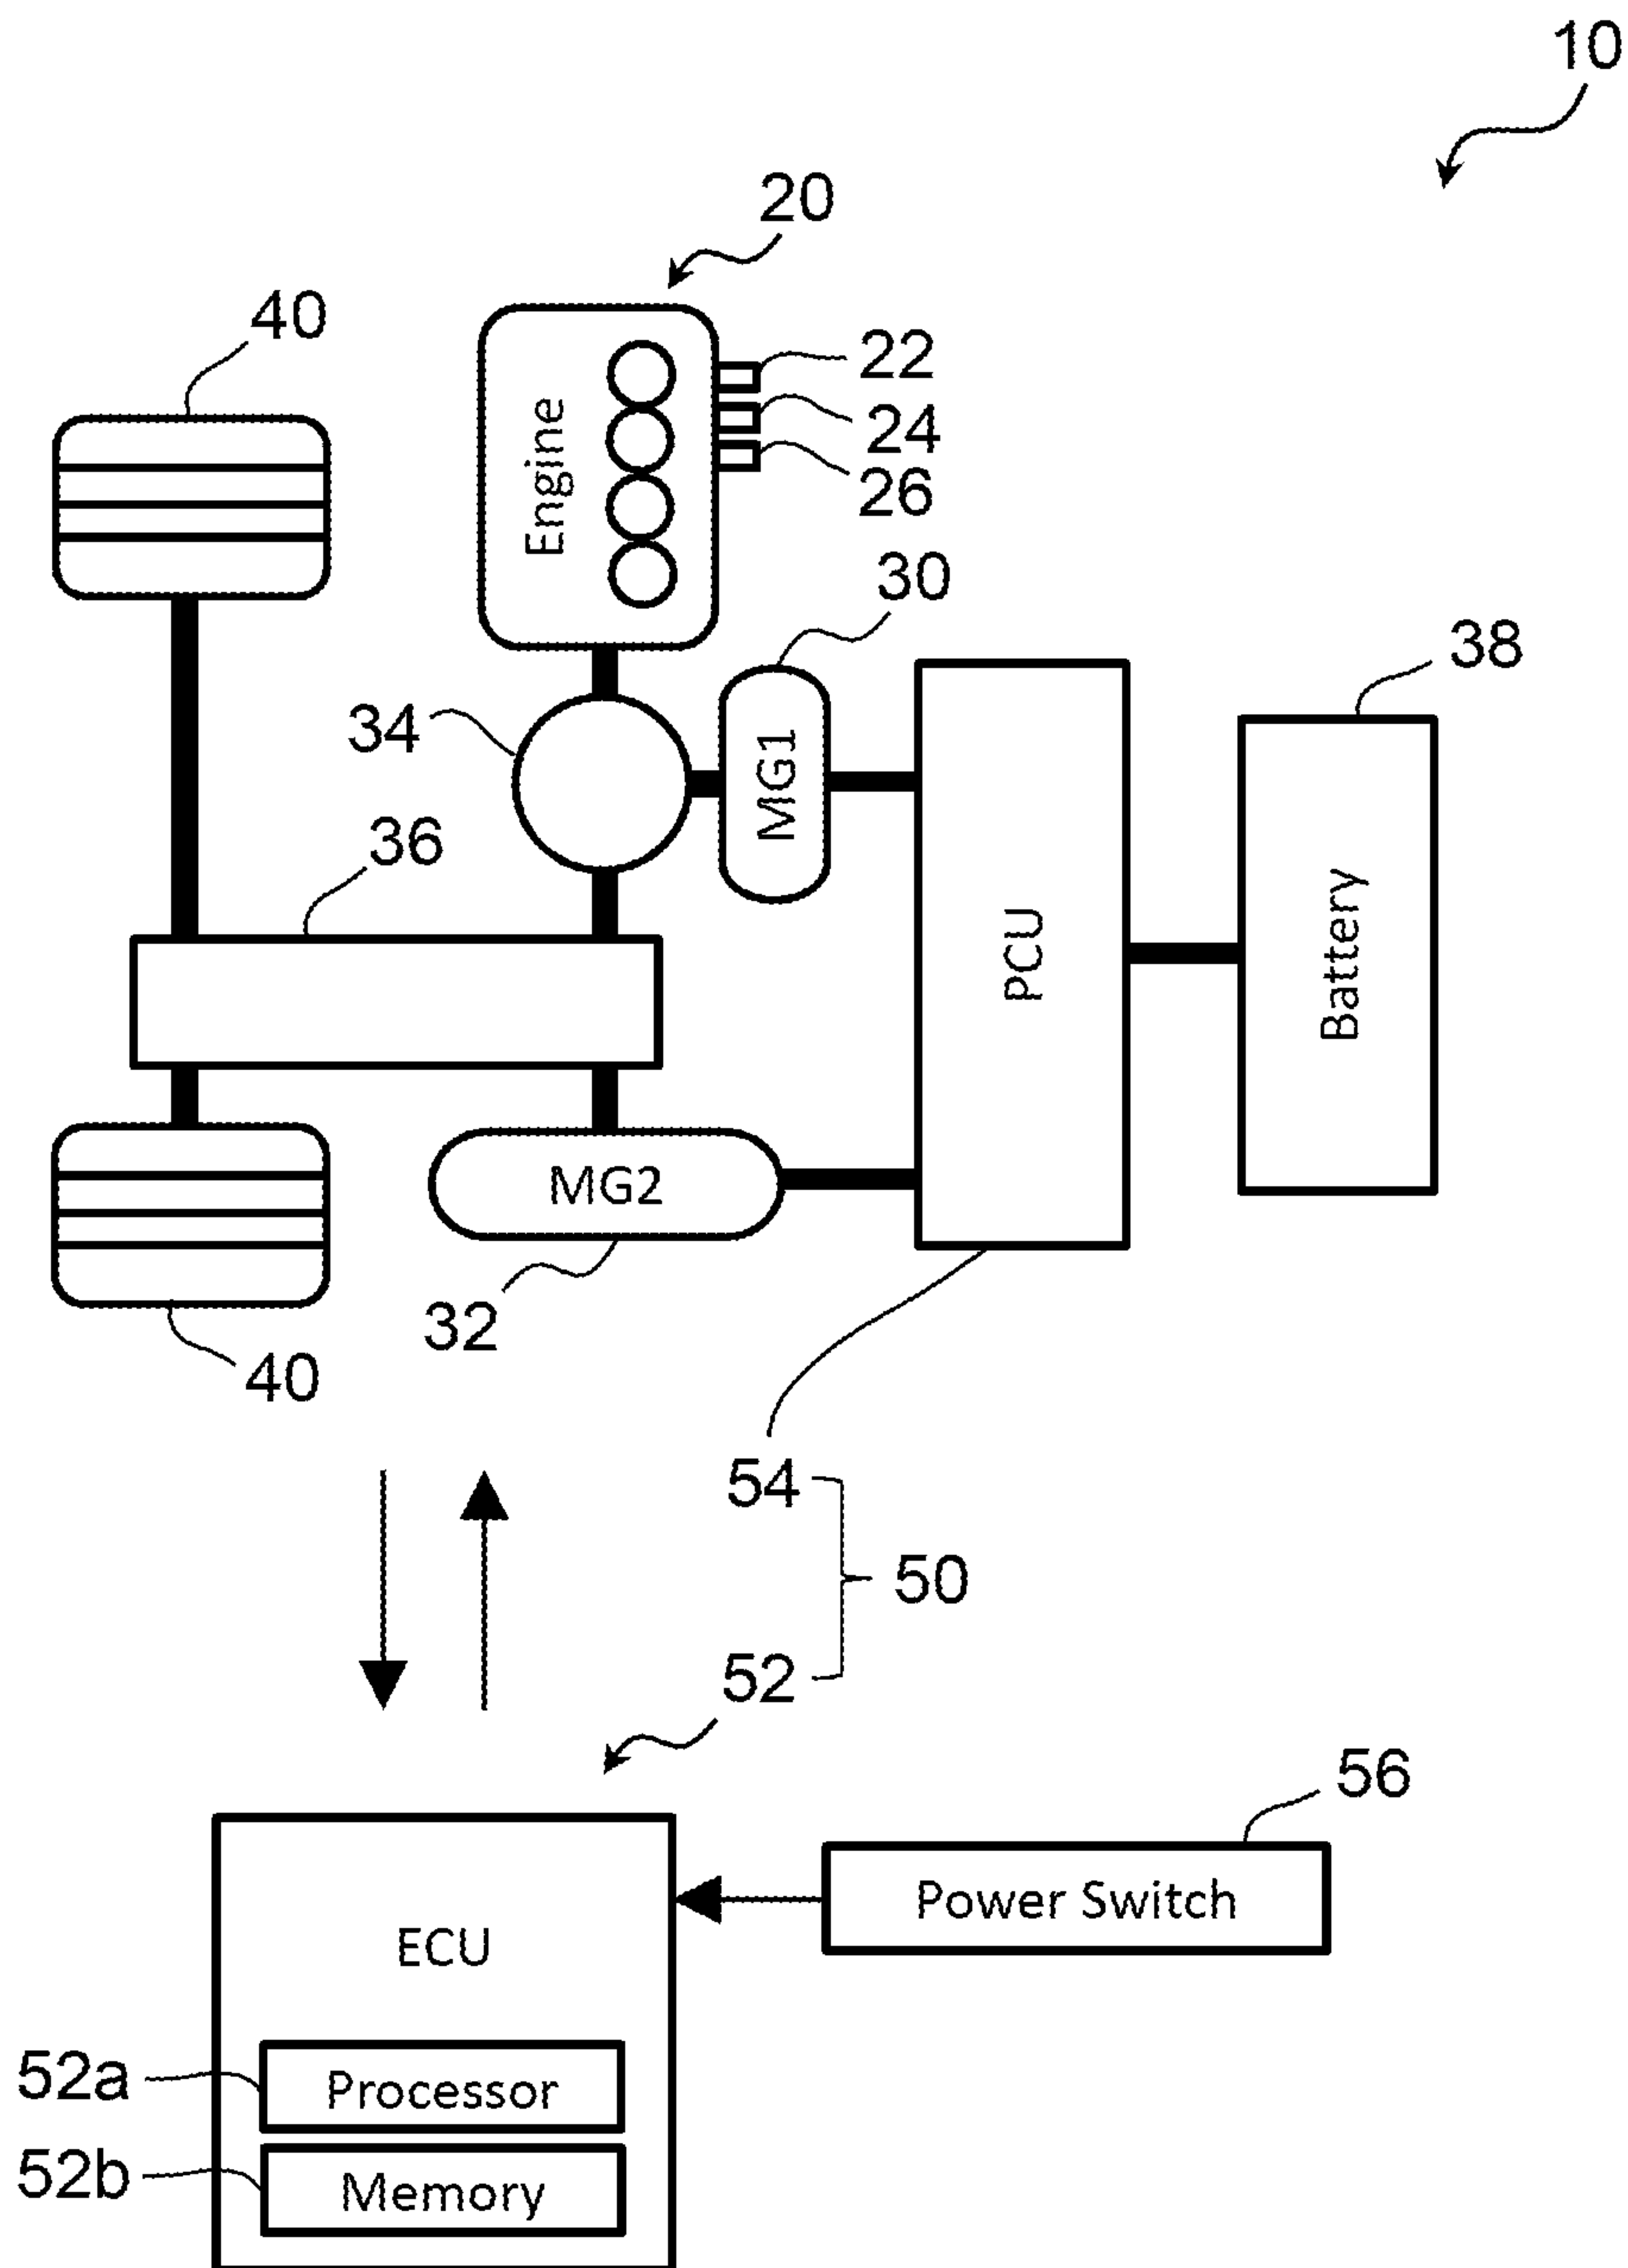 10
20
40
22
24
26
Engine
30
38
34
MG1
36
PCU
Battery
MG2
32
40
54
50
52
56
Power Switch
ECU
52a
Processor
52b
Memory